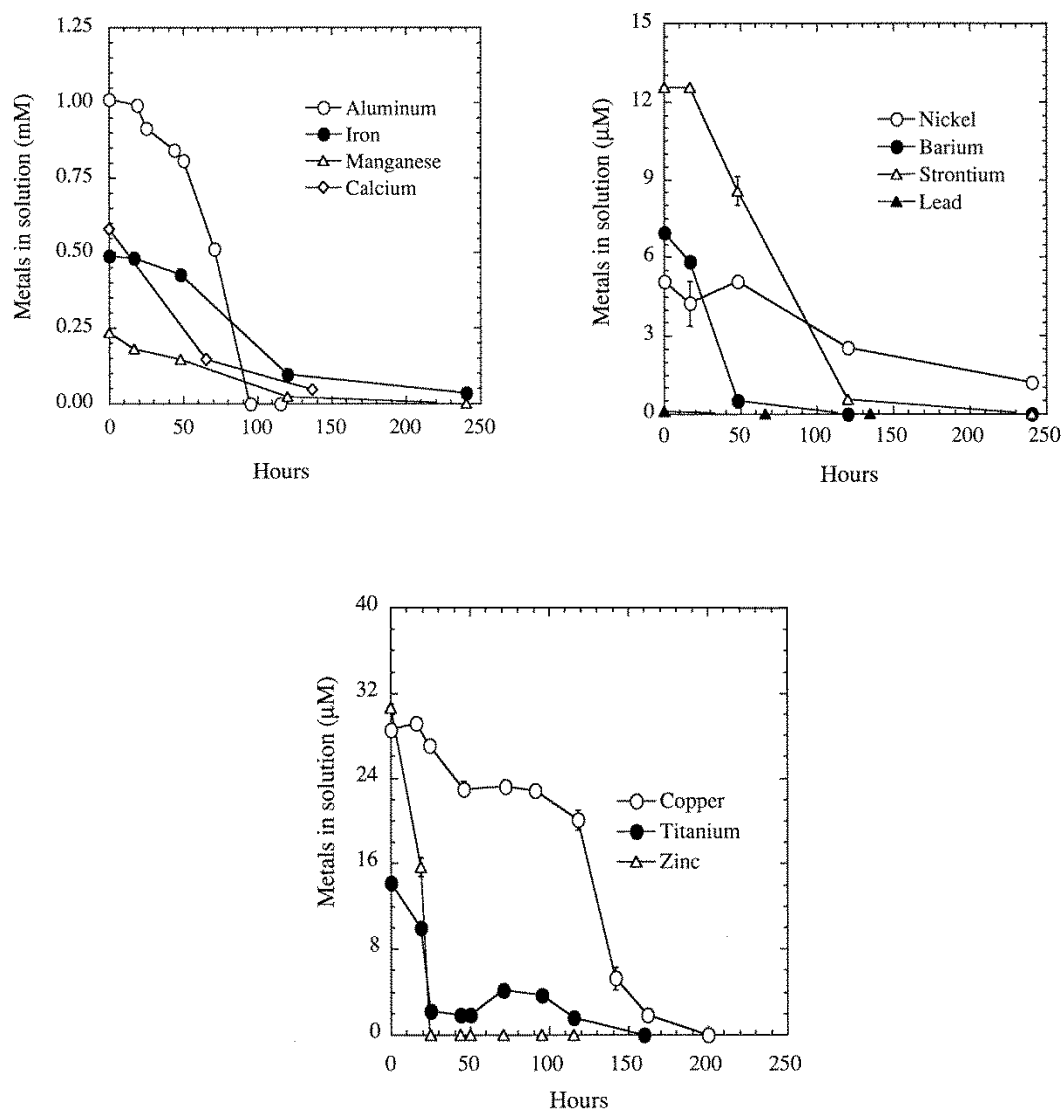 Metals in solution (mM)
1.25
1.00
0.75
0.50
0.25
0.00
0 50 100 150 200 250
Hours
Aluminum
Iron
Manganese
Calcium
Metals in solution (µM)
15
12
9
6
3
0
0 50 100 150 200 250
Hours
Nickel
Barium
Strontium
Lead
Metals in solution (µM)
40
32
24
16
8
0
0 50 100 150 200 250
Hours
Copper
Titanium
Zinc